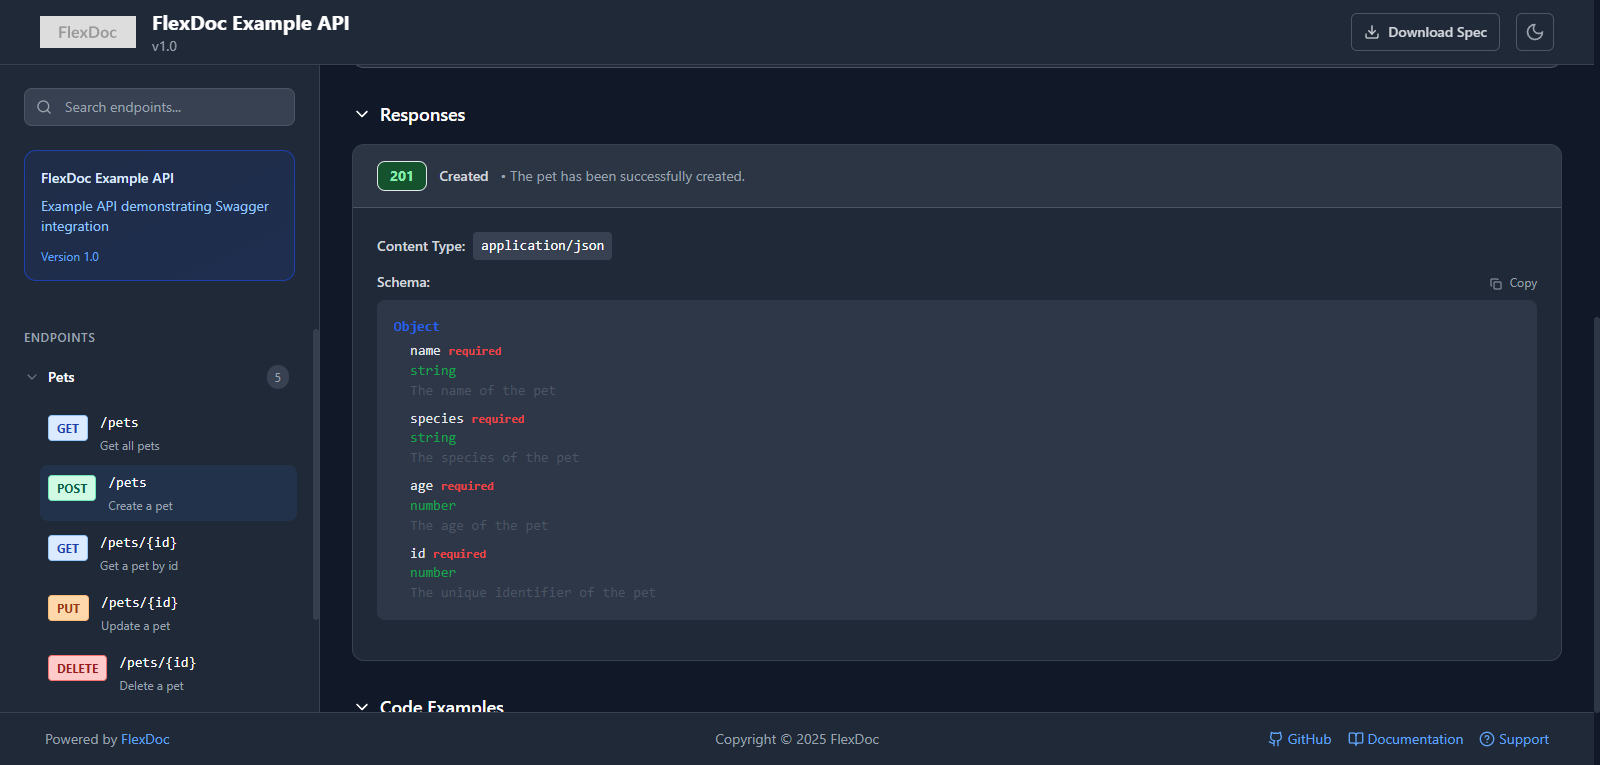 FlexDoc
FlexDoc Example API
v1.0
Download Spec
Search endpoints...
FlexDoc Example API
Example API demonstrating Swagger
integration
Version 1.0
ENDPOINTS
Pets
5
GET /pets
Get all pets
POST /pets
Create a pet
GET /pets/{id}
Get a pet by id
PUT /pets/{id}
Update a pet
DELETE /pets/{id}
Delete a pet
Responses
201 Created • The pet has been successfully created.
Content Type: application/json
Schema:
Copy
Object
name required
string
The name of the pet
species required
string
The species of the pet
age required
number
The age of the pet
id required
number
The unique identifier of the pet
Code Examples
Powered by FlexDoc
Copyright © 2025 FlexDoc
GitHub
Documentation
Support